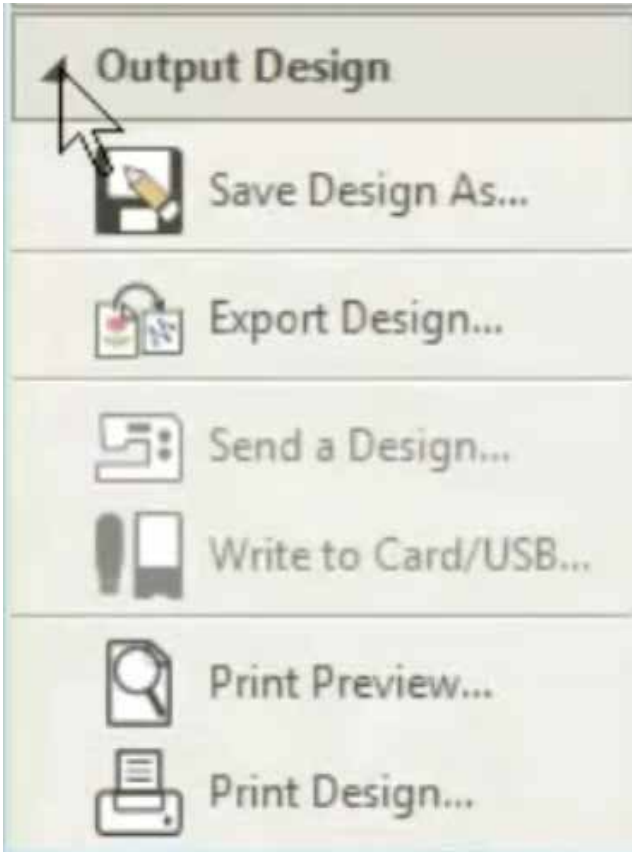 Output Design
Save Design As...
Export Design...
Send a Design...
Write to Card/USB...
Print Preview...
Print Design...